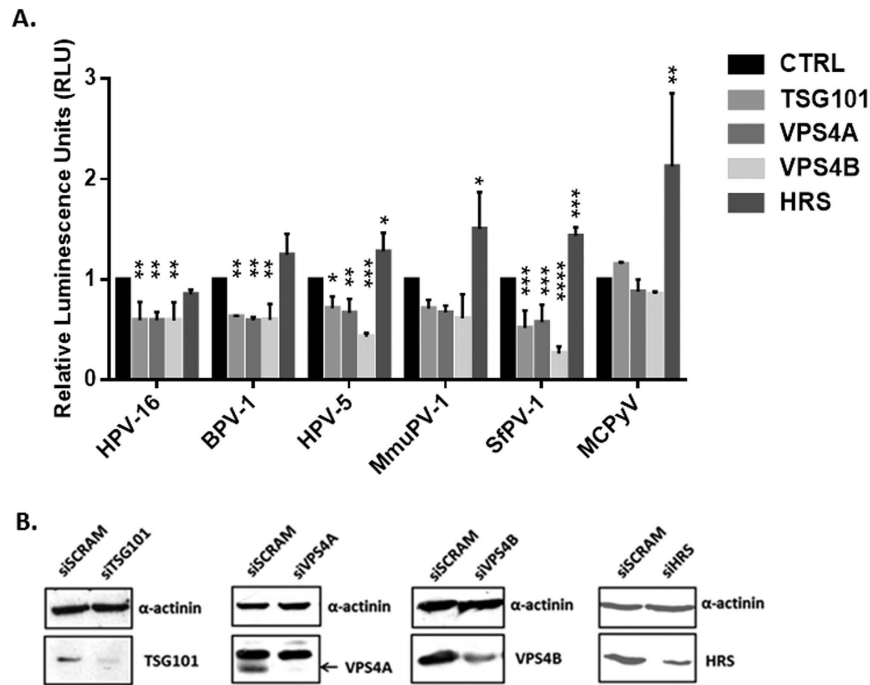 A.
Relative Luminescence Units (RLU)
3
2
1
0
** ** **
** ** **
* ** *** *
*
*** *** **** ***
**
HPV-16
BPV-1
HPV-5
MmuPV-1
SfPV-1
MCPyV
CTRL
TSG101
VPS4A
VPS4B
HRS
B.
siSCRAM siTSG101
α-actinin
TSG101
siSCRAM siVPS4A
α-actinin
VPS4A
siSCRAM siVPS4B
α-actinin
VPS4B
siSCRAM siHRS
α-actinin
HRS